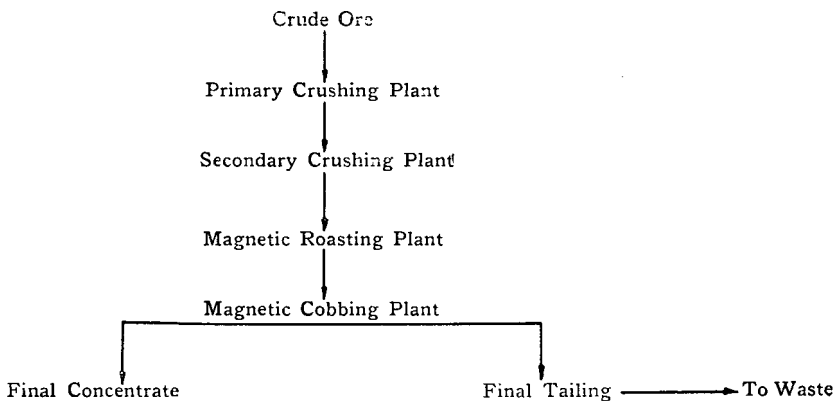 Crude Ore
Primary Crushing Plant
Secondary Crushing Plant
Magnetic Roasting Plant
Magnetic Cobbing Plant
Final Concentrate
Final Tailing
To Waste